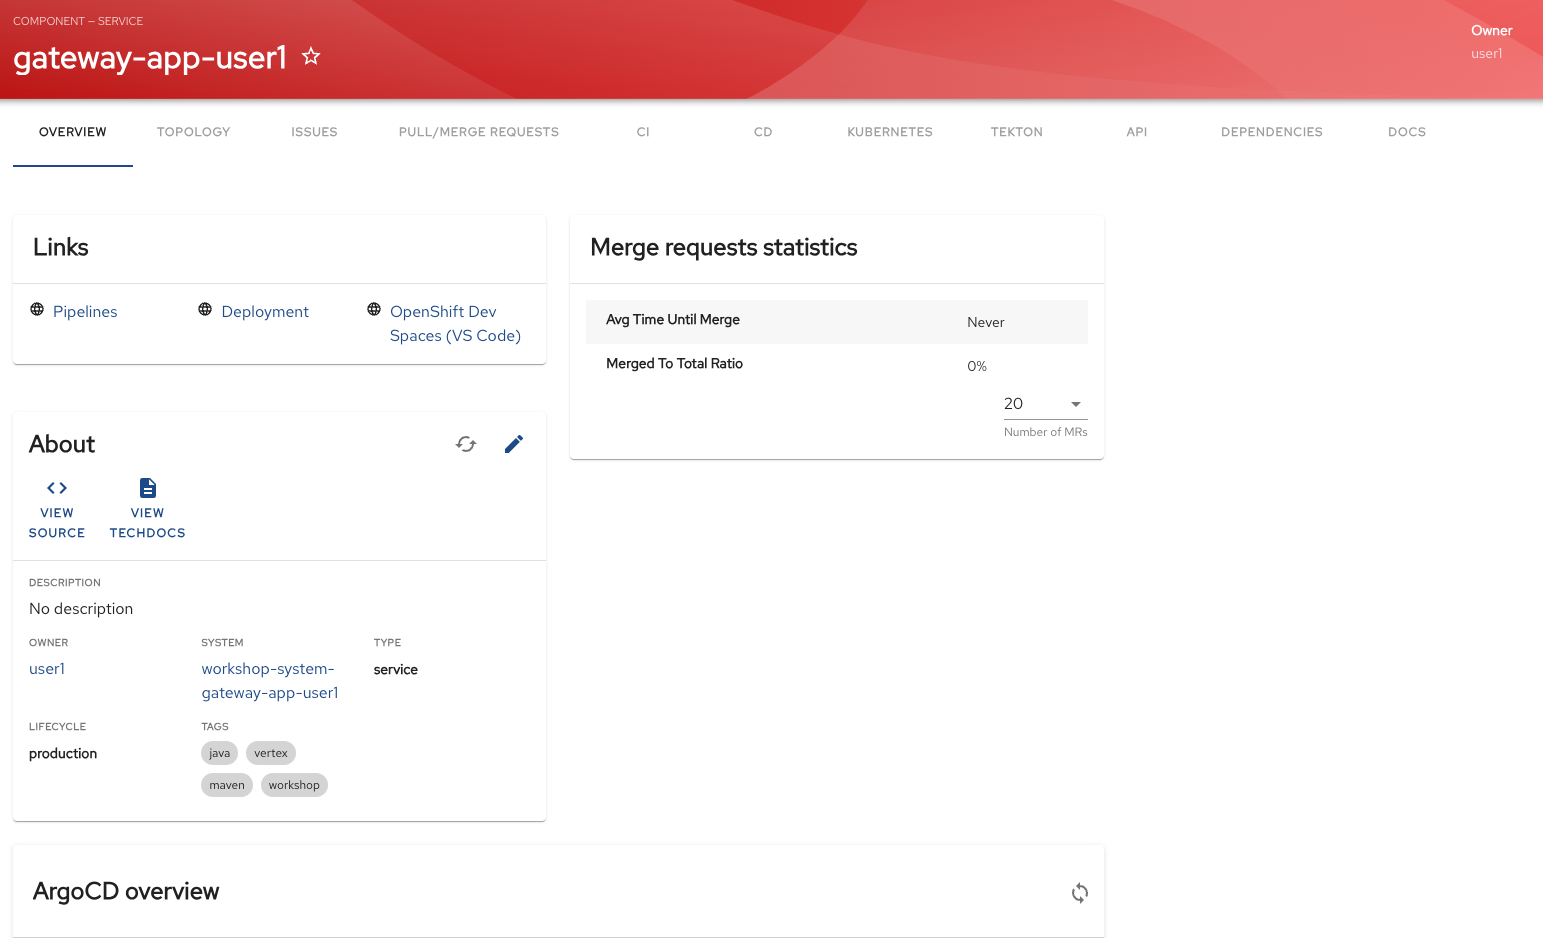 COMPONENT — SERVICE
gateway-app-user1
Owner
user1
OVERVIEW TOPOLOGY ISSUES PULL/MERGE REQUESTS CI CD KUBERNETES TEKTON API DEPENDENCIES DOCS
Links
Pipelines
Deployment
OpenShift Dev
Spaces (VS Code)
Merge requests statistics
Avg Time Until Merge Never
Merged To Total Ratio 0%
20
Number of MRs
About
VIEW
SOURCE
VIEW
TECHDOCS
DESCRIPTION
No description
OWNER
user1
SYSTEM
workshop-system-
gateway-app-user1
TYPE
service
LIFECYCLE
production
TAGS
java vertex
maven workshop
ArgoCD overview